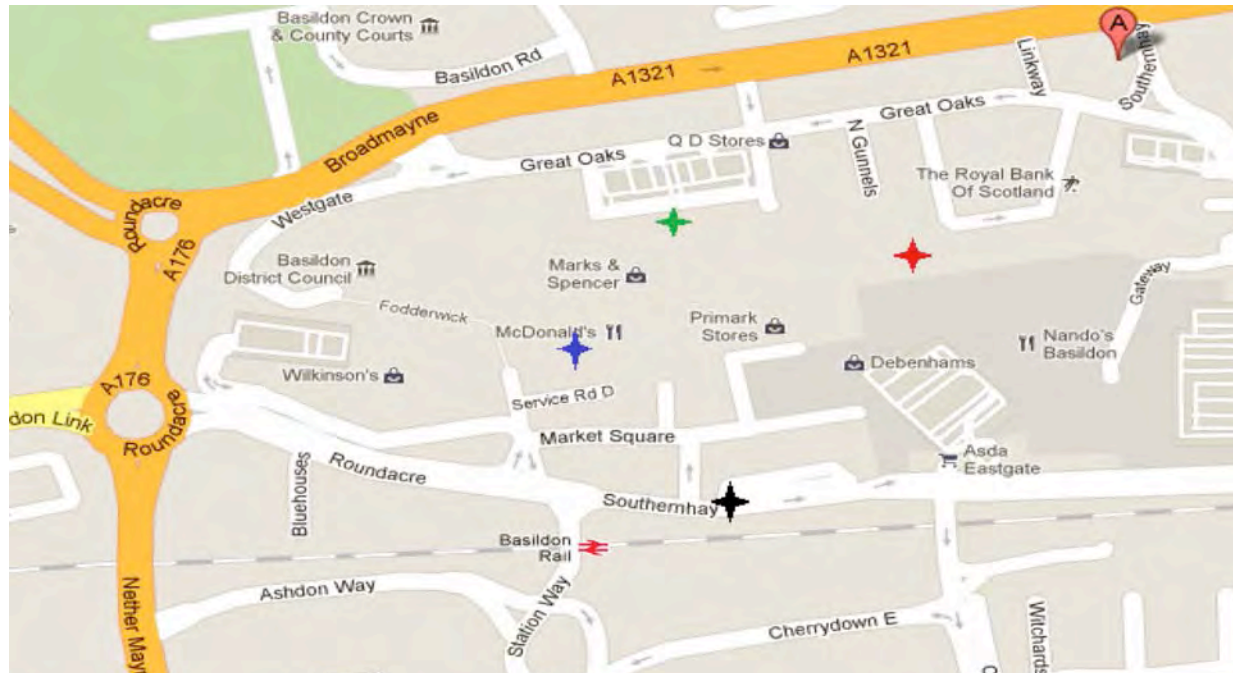 Basildon Crown
& County Courts
Basildon Rd
A1321
A1321
A
Southernhay
Linkway
Great Oaks
Broadmayne
Q D Stores
N Gunnels
Great Oaks
The Royal Bank
Of Scotland
Westgate
Roundacre
A176
Basildon
District Council
Marks &
Spencer
Gateway
Fodderwick
McDonald's
Primark
Stores
Nando's
Basildon
Debenhams
A176
Wilkinson's
Service Rd D
don Link
Roundacre
Market Square
Asda
Eastgate
Roundacre
Bluehouses
Southernhay
Basildon
Rail
Nether May
Ashdon Way
Station Way
Cherrydown E
Witchards